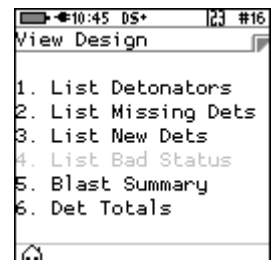 10:45 DS+ 123 #16
View Design
1. List Detonators
2. List Missing Dets
3. List New Dets
4. List Bad Status
5. Blast Summary
6. Det Totals